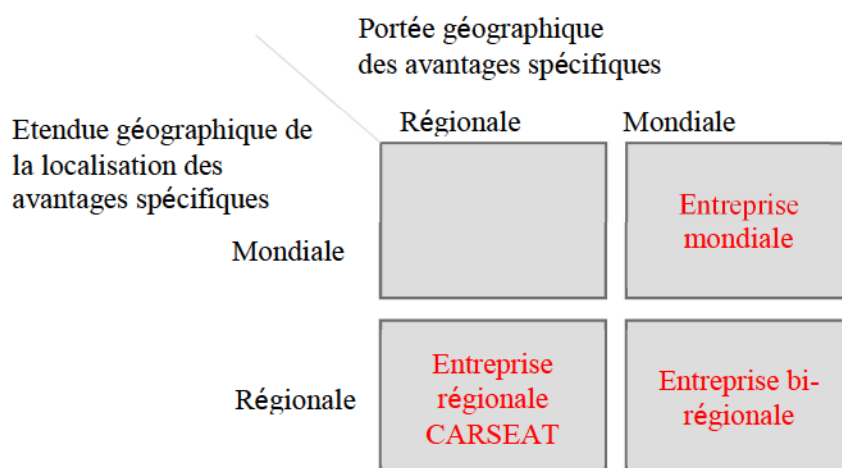 Portée géographique
des avantages spécifiques
Etendue géographique de
la localisation des
avantages spécifiques
Régionale
Mondiale
Mondiale
Entreprise
mondiale
Régionale
Entreprise
régionale
CARSEAT
Entreprise bi-
régionale